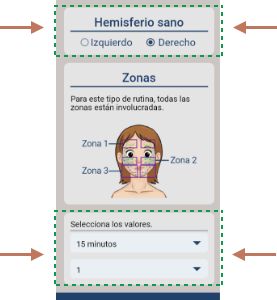 Hemisferio sano
Izquierdo Derecho
Zonas
Para este tipo de rutina, todas las
zonas están involucradas.
Zona 1
Zona 2
Zona 3
Selecciona los valores.
15 minutos
1